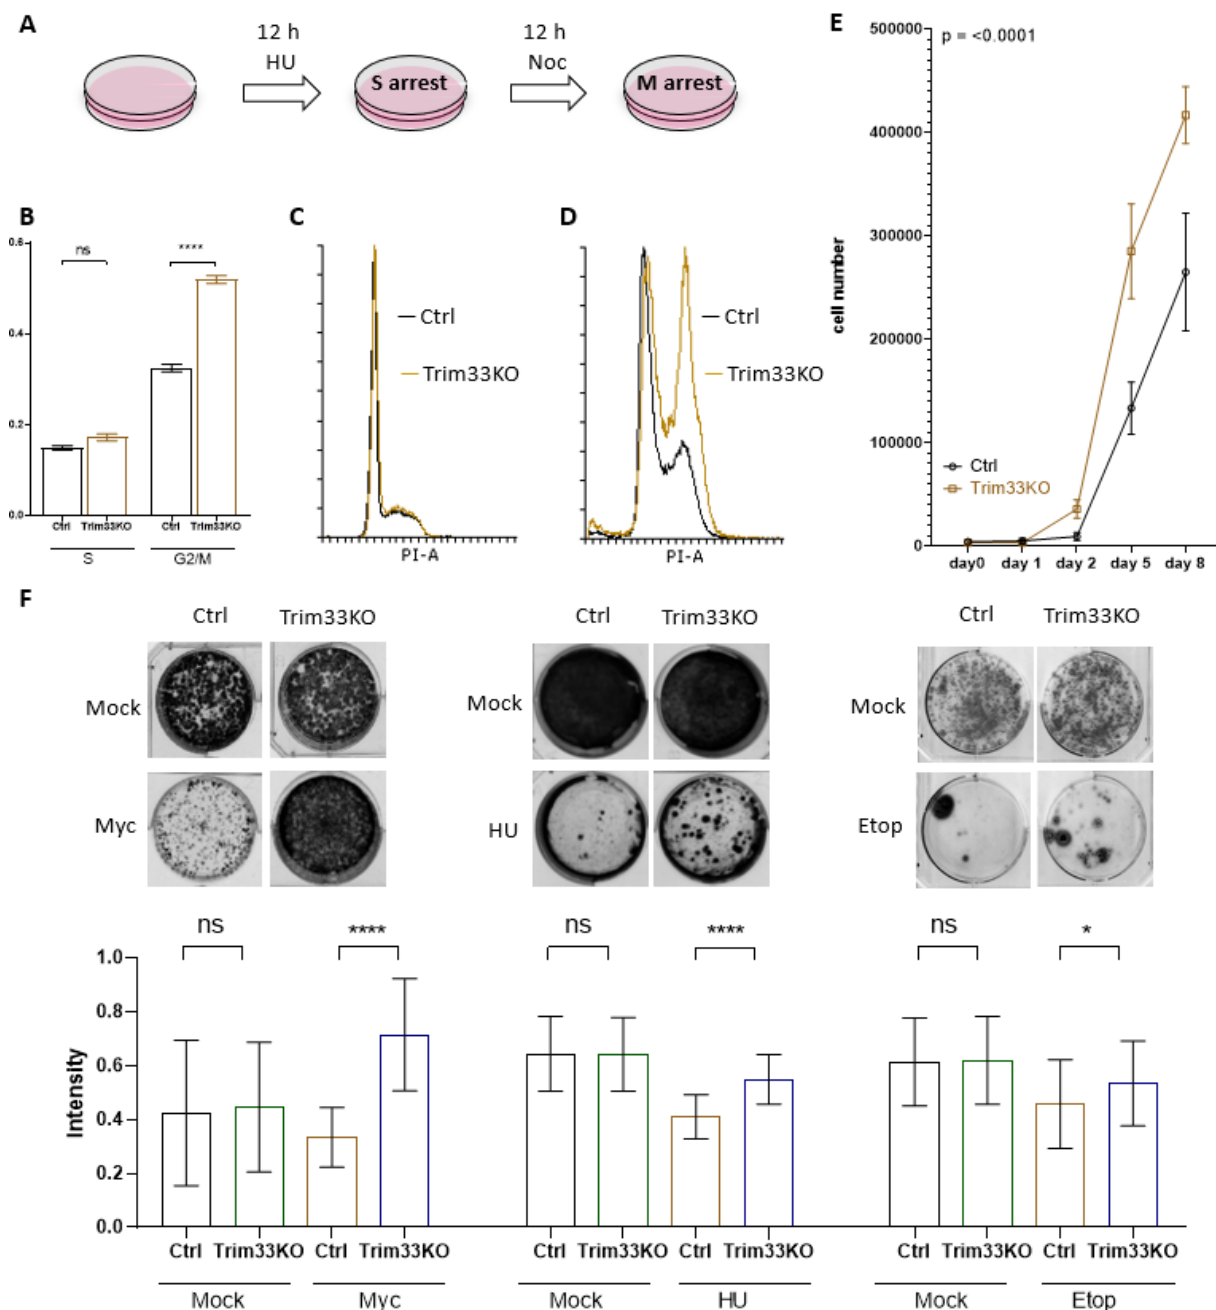 A
12 h
HU
12 h
Noc
S arrest
M arrest
B
0.6
0.4
0.2
0.0
ns
****
Ctrl Trim33KO Ctrl Trim33KO
S G2/M
C
Ctrl
Trim33KO
PI-A
D
Ctrl
Trim33KO
PI-A
E
p = <0.0001
500000
400000
300000
200000
100000
0
cell number
Ctrl
Trim33KO
day0 day 1 day 2 day 5 day 8
F
Ctrl Trim33KO
Mock
Myc
Ctrl Trim33KO
Mock
HU
Ctrl Trim33KO
Mock
Etop
ns **** ns **** ns *
1.0
0.8
0.6
0.4
0.2
0.0
Intensity
Ctrl Trim33KO Ctrl Trim33KO Ctrl Trim33KO Ctrl Trim33KO Ctrl Trim33KO Ctrl Trim33KO
Mock Myc Mock HU Mock Etop